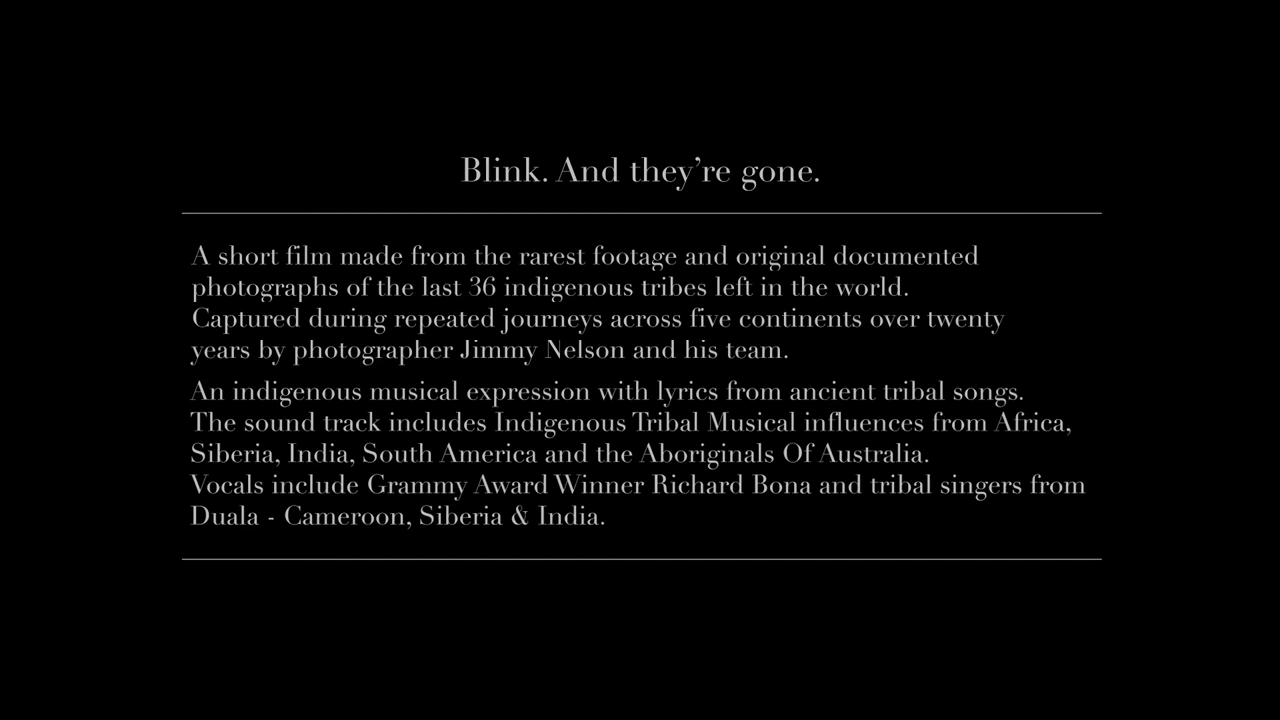 Blink. And they’re gone.
A short film made from the rarest footage and original documented
photographs of the last 36 indigenous tribes left in the world.
Captured during repeated journeys across five continents over twenty
years by photographer Jimmy Nelson and his team.
An indigenous musical expression with lyrics from ancient tribal songs.
The sound track includes Indigenous Tribal Musical influences from Africa,
Siberia, India, South America and the Aboriginals Of Australia.
Vocals include Grammy Award Winner Richard Bona and tribal singers from
Duala - Cameroon, Siberia & India.